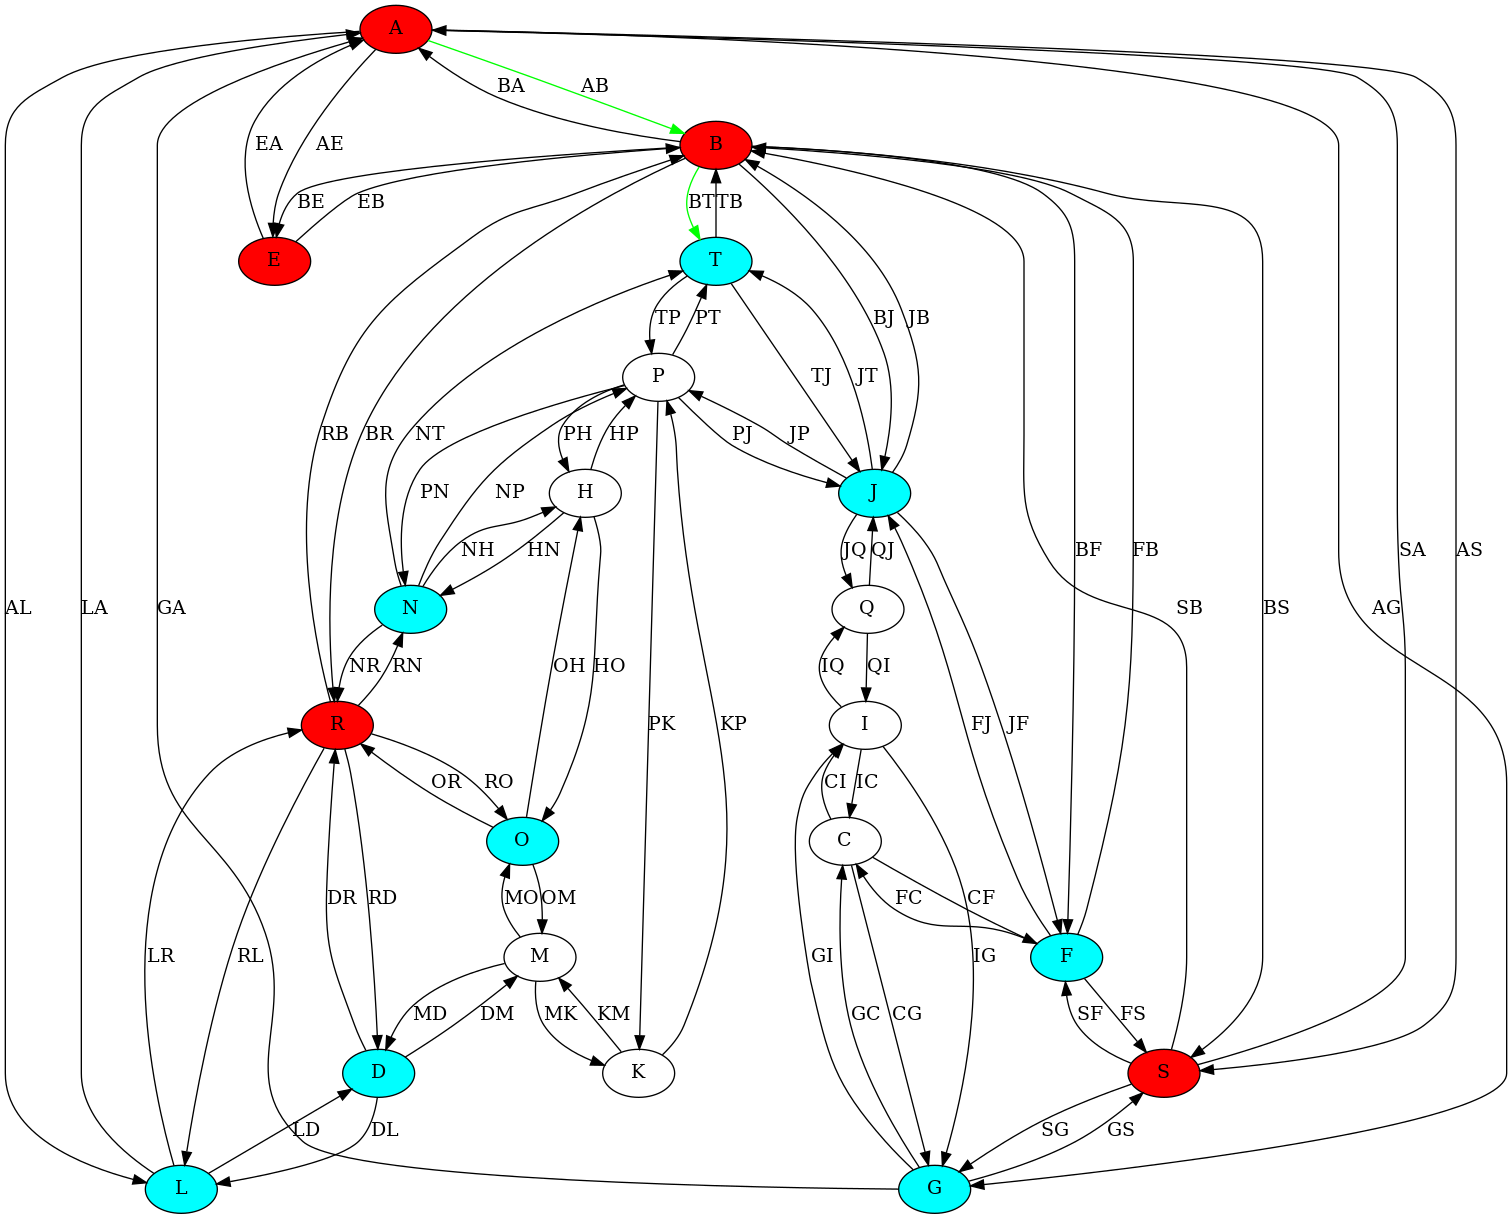 A
BA
AB
EA
AE
B
BE
EB
BT
TB
E
T
TP
PT
BJ
JB
RB
BR
NT
TJ
JT
P
PH
HP
PJ
JP
PN
NP
H
J
NH
HN
JQ
QJ
BF
FB
SA
AS
AL
LA
GA
N
Q
SB
BS
AG
NR
RN
OH
HO
IQ
QI
R
PK
KP
I
FJ
JF
OR
RO
CI
IC
O
C
DR
RD
MO
OM
FC
CF
LR
RL
M
GI
IG
F
MD
DM
MK
KM
GC
CG
SF
FS
D
K
S
LD
DL
SG
GS
L
G